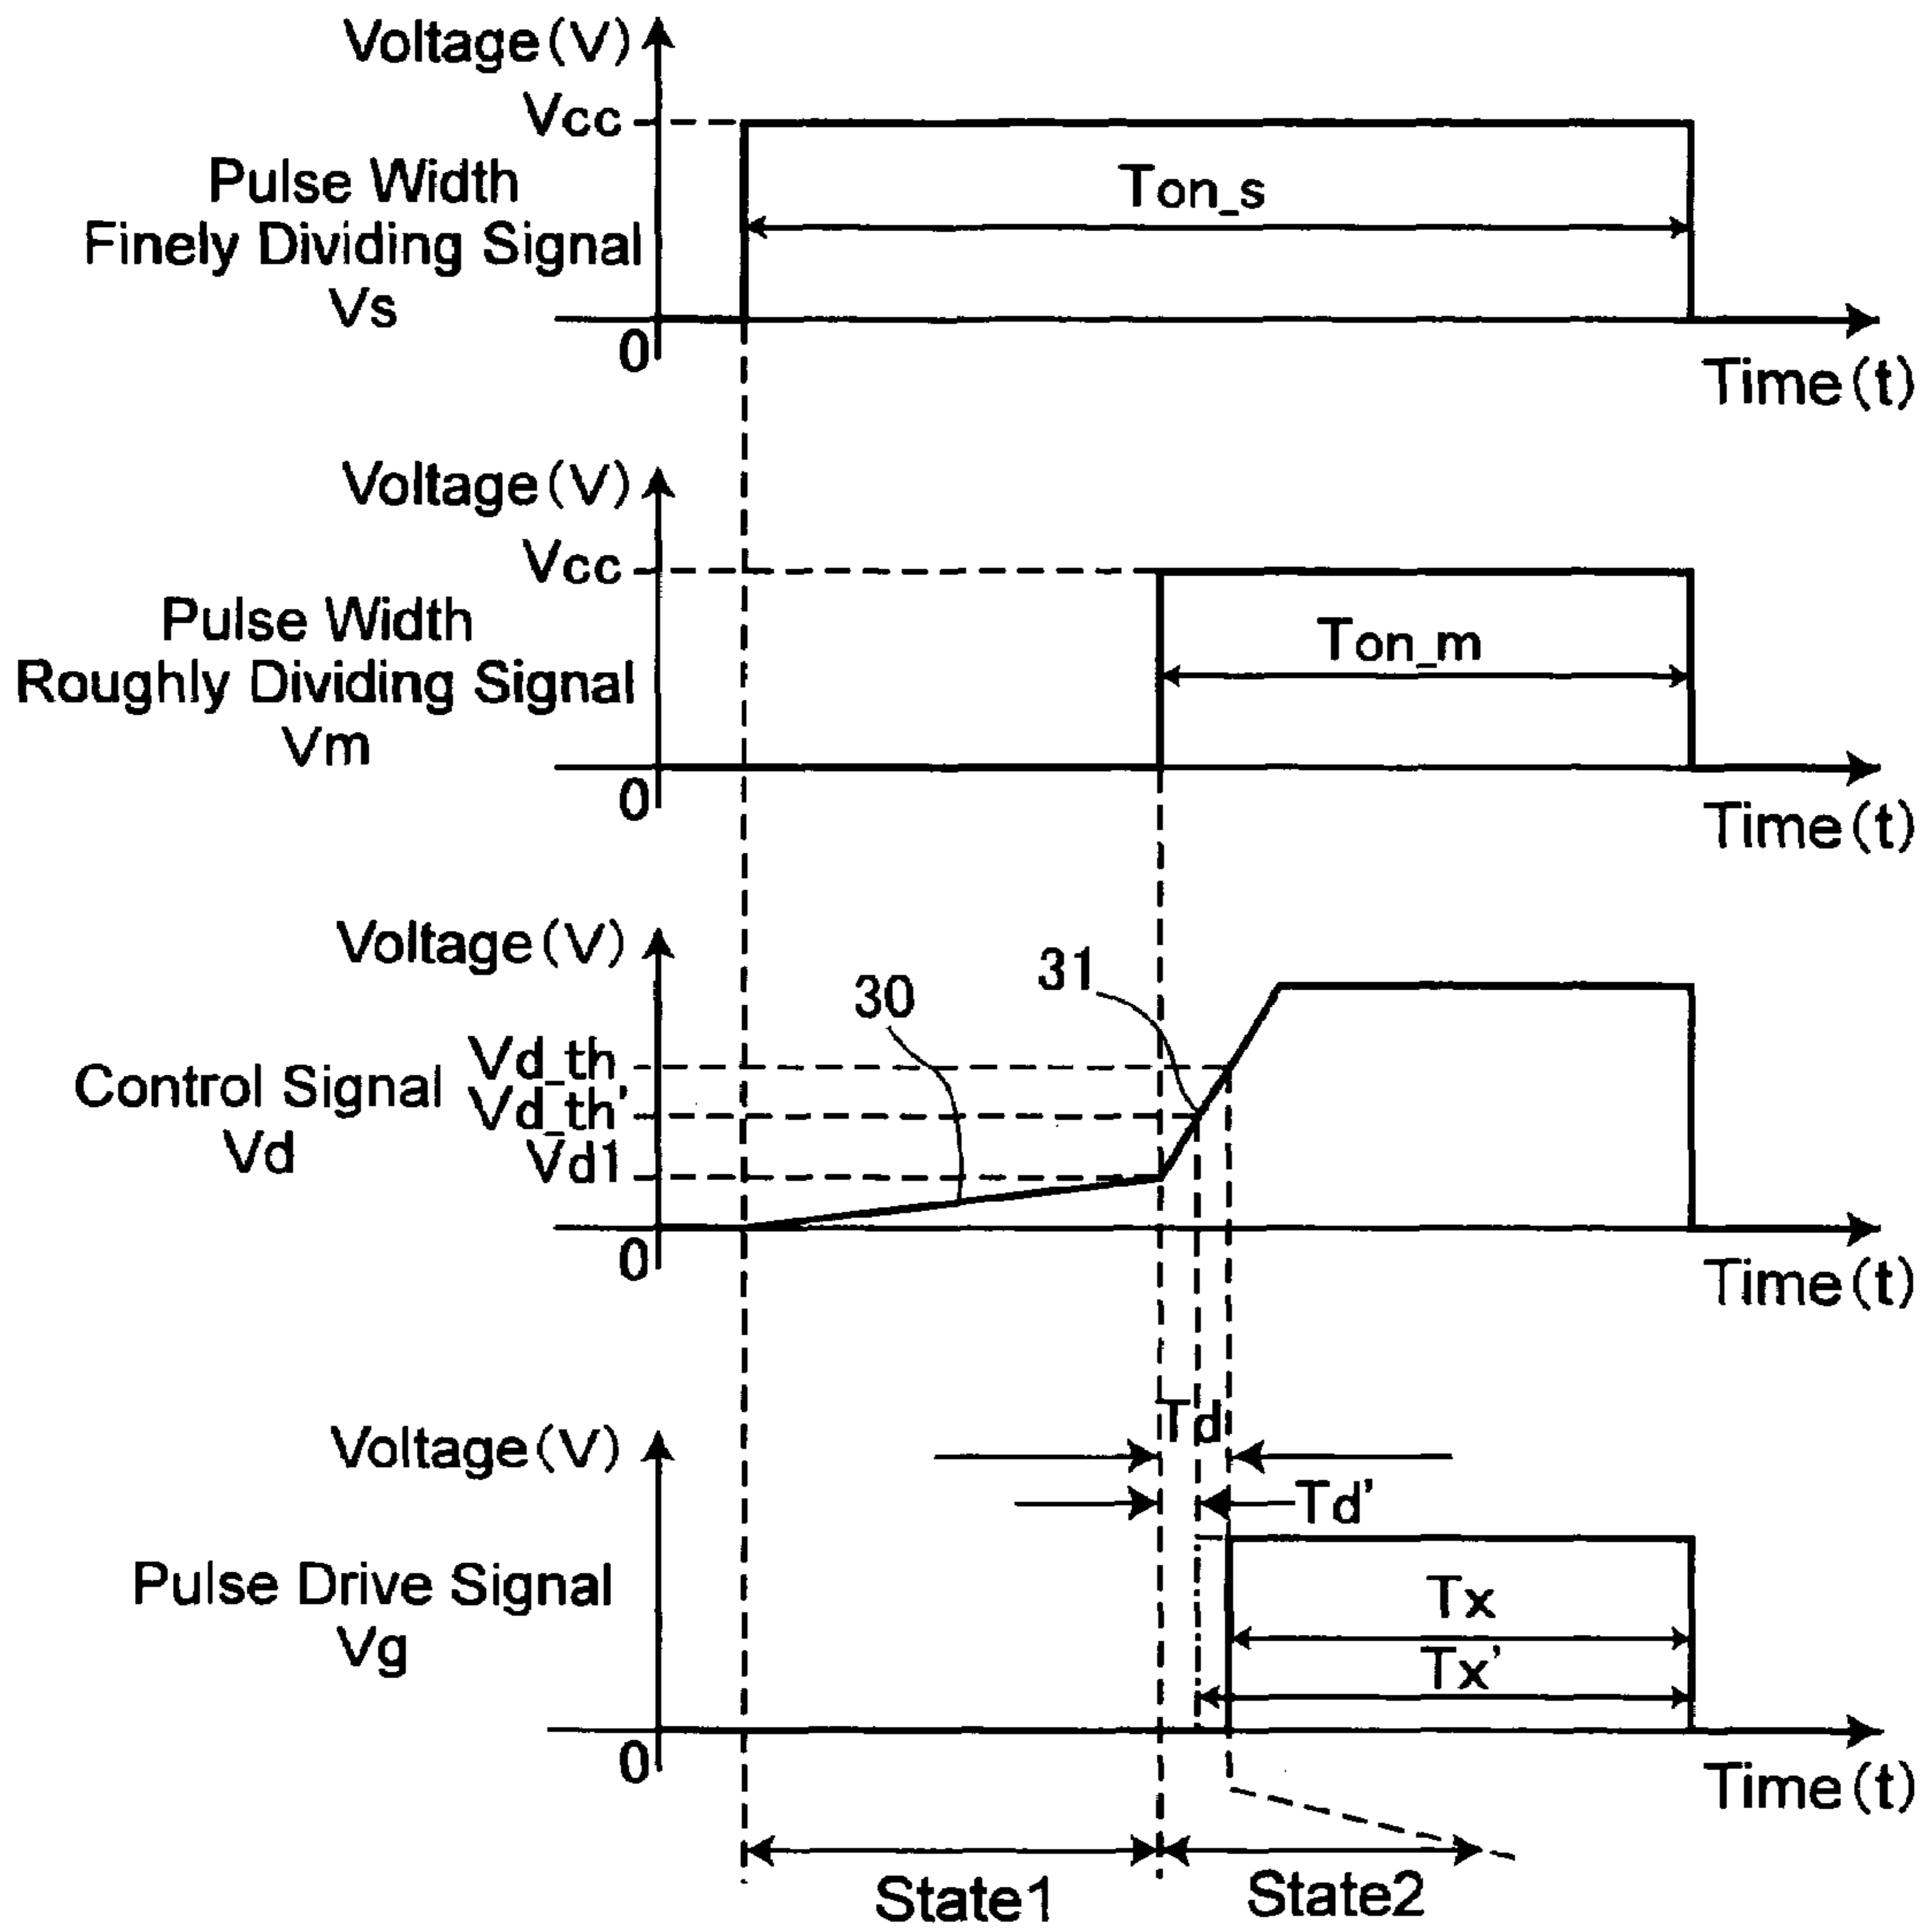 Voltage(V)
Vcc
Pulse Width
Finely Dividing Signal
Vs
Ton_s
0
Time(t)
Voltage(V)
Vcc
Pulse Width
Roughly Dividing Signal
Vm
Ton_m
0
Time(t)
Voltage(V)
30
31
Vd_th
Vd_th'
Vd1
Control Signal
Vd
0
Time(t)
Voltage(V)
Td
Td'
Pulse Drive Signal
Vg
Tx
Tx'
0
Time(t)
State1
State2